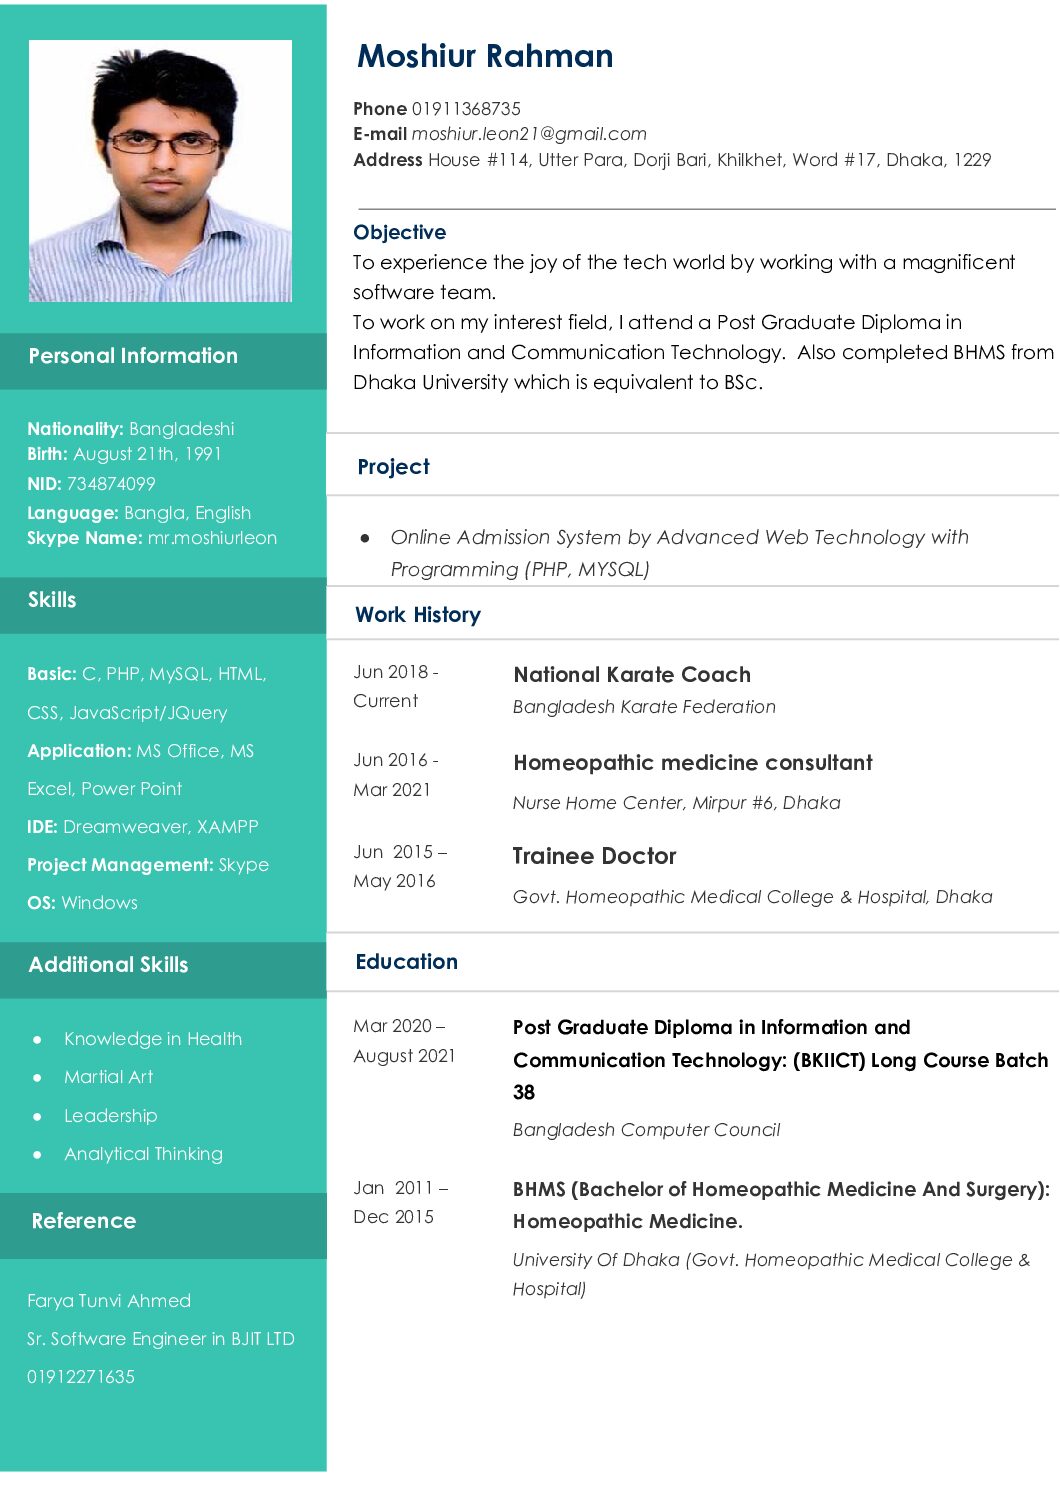 Moshiur Rahman
Phone 01911368735
E-mail moshiur.leon21@gmail.com
Address House #114, Utter Para, Dorji Bari, Khilkhet, Word #17, Dhaka, 1229
Objective
To experience the joy of the tech world by working with a magnificent
software team.
To work on my interest field, I attend a Post Graduate Diploma in
Information and Communication Technology.  Also completed BHMS from
Dhaka University which is equivalent to BSc.
Project
● Online Admission System by Advanced Web Technology with
Programming (PHP, MYSQL)
Work History
Jun 2018 - National Karate Coach
Current Bangladesh Karate Federation
Jun 2016 - Homeopathic medicine consultant
Mar 2021 Nurse Home Center, Mirpur #6, Dhaka
Jun  2015 – Trainee Doctor
May 2016 Govt. Homeopathic Medical College & Hospital, Dhaka
Education
Mar 2020 – Post Graduate Diploma in Information and
August 2021 Communication Technology: (BKIICT) Long Course Batch
38
Bangladesh Computer Council
Jan  2011 – BHMS (Bachelor of Homeopathic Medicine And Surgery):
Dec 2015 Homeopathic Medicine.
University Of Dhaka (Govt. Homeopathic Medical College &
Hospital)
Personal Information
Nationality: Bangladeshi
Birth: August 21th, 1991
NID: 734874099
Language: Bangla, English
Skype Name: mr.moshiurleon
Skills
Basic: C, PHP, MySQL, HTML,
CSS, JavaScript/JQuery
Application: MS Office, MS
Excel, Power Point
IDE: Dreamweaver, XAMPP
Project Management: Skype
OS: Windows
Additional Skills
● Knowledge in Health
● Martial Art
● Leadership
● Analytical Thinking
Reference
Farya Tunvi Ahmed
Sr. Software Engineer in BJIT LTD
01912271635